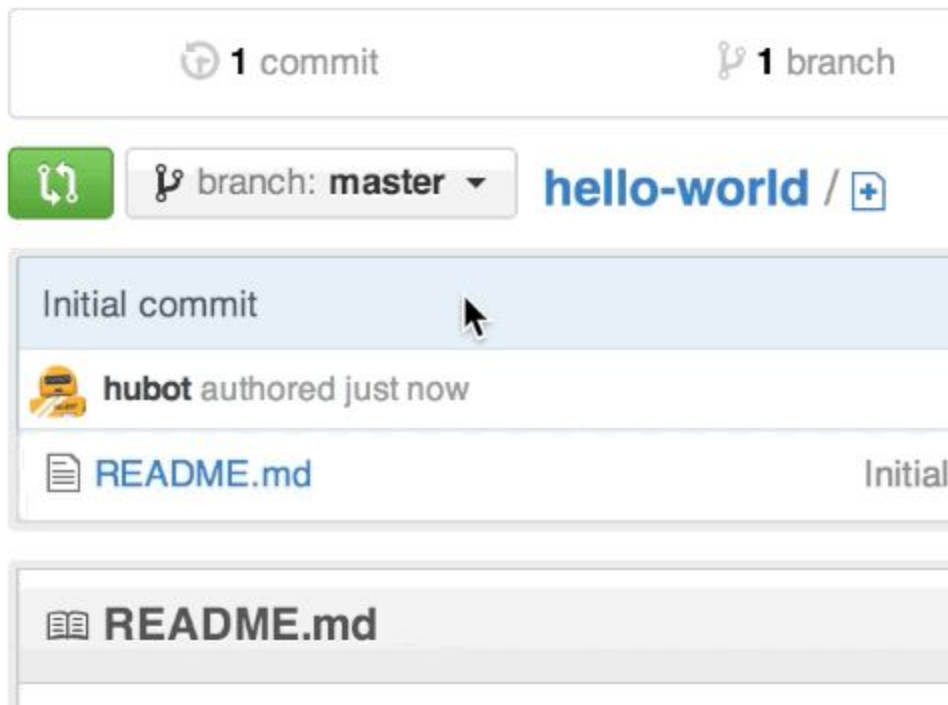 1 commit 1 branch
branch: master hello-world /
Initial commit
hubot authored just now
README.md Initial
README.md